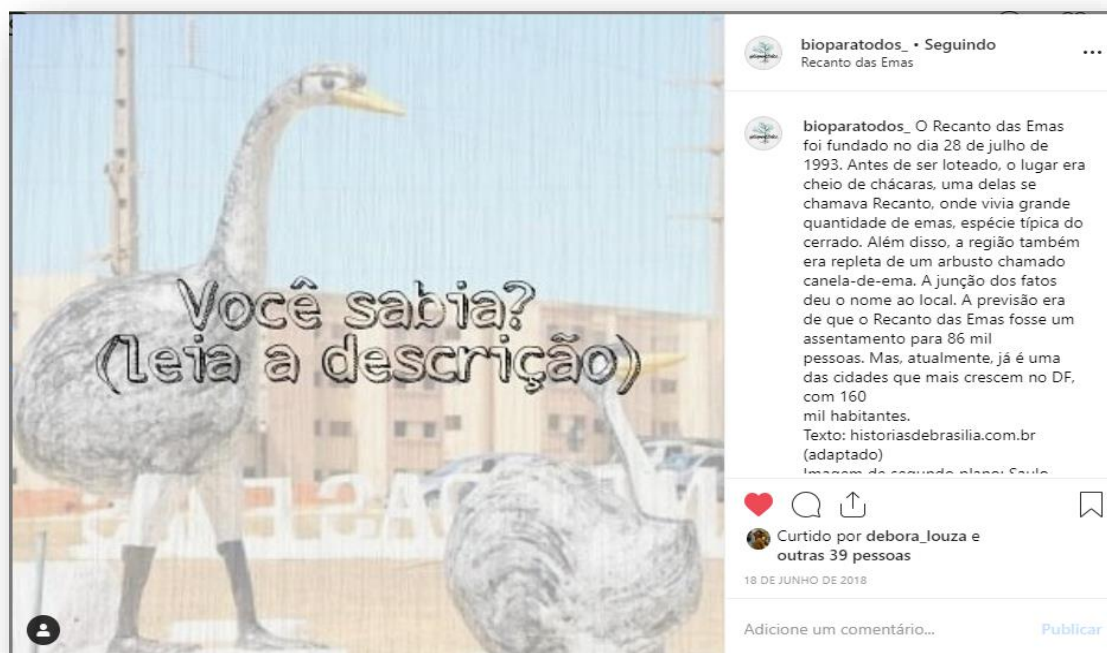 Você sabia?
(leia a descrição)
bioparatodos_ • Seguindo
Recanto das Emas
bioparatodos_ O Recanto das Emas
foi fundado no dia 28 de julho de
1993. Antes de ser loteado, o lugar era
cheio de chácaras, uma delas se
chamava Recanto, onde vivia grande
quantidade de emas, espécie típica do
cerrado. Além disso, a região também
era repleta de um arbusto chamado
canela-de-ema. A junção dos fatos
deu o nome ao local. A previsão era
de que o Recanto das Emas fosse um
assentamento para 86 mil
pessoas. Mas, atualmente, já é uma
das cidades que mais crescem no DF,
com 160
mil habitantes.
Texto: historiasdebrasilia.com.br
(adaptado)
Imagem de segundo plano: Saulo
Curtido por debora_louza e
outras 39 pessoas
18 DE JUNHO DE 2018
Adicione um comentário...
Publicar